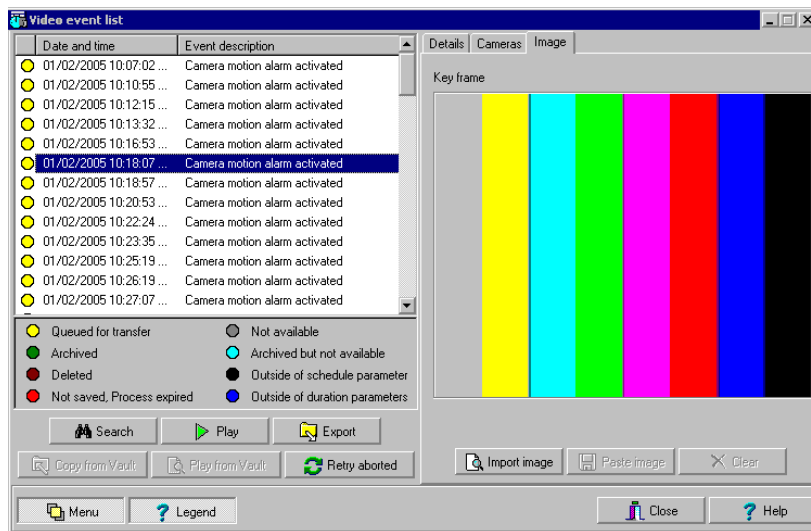 Video event list
Date and time Event description
01/02/2005 10:07:02 ... Camera motion alarm activated
01/02/2005 10:10:55 ... Camera motion alarm activated
01/02/2005 10:12:15 ... Camera motion alarm activated
01/02/2005 10:13:32 ... Camera motion alarm activated
01/02/2005 10:16:53 ... Camera motion alarm activated
01/02/2005 10:18:07 ... Camera motion alarm activated
01/02/2005 10:18:57 ... Camera motion alarm activated
01/02/2005 10:20:53 ... Camera motion alarm activated
01/02/2005 10:22:24 ... Camera motion alarm activated
01/02/2005 10:23:35 ... Camera motion alarm activated
01/02/2005 10:25:19 ... Camera motion alarm activated
01/02/2005 10:26:19 ... Camera motion alarm activated
01/02/2005 10:27:07 ... Camera motion alarm activated
Queued for transfer Not available
Archived Archived but not available
Deleted Outside of schedule parameter
Not saved, Process expired Outside of duration parameters
Search Play Export
Copy from Vault Play from Vault Retry aborted
Details Cameras Image
Key frame
Import image Paste image Clear
Menu ? Legend Close ? Help